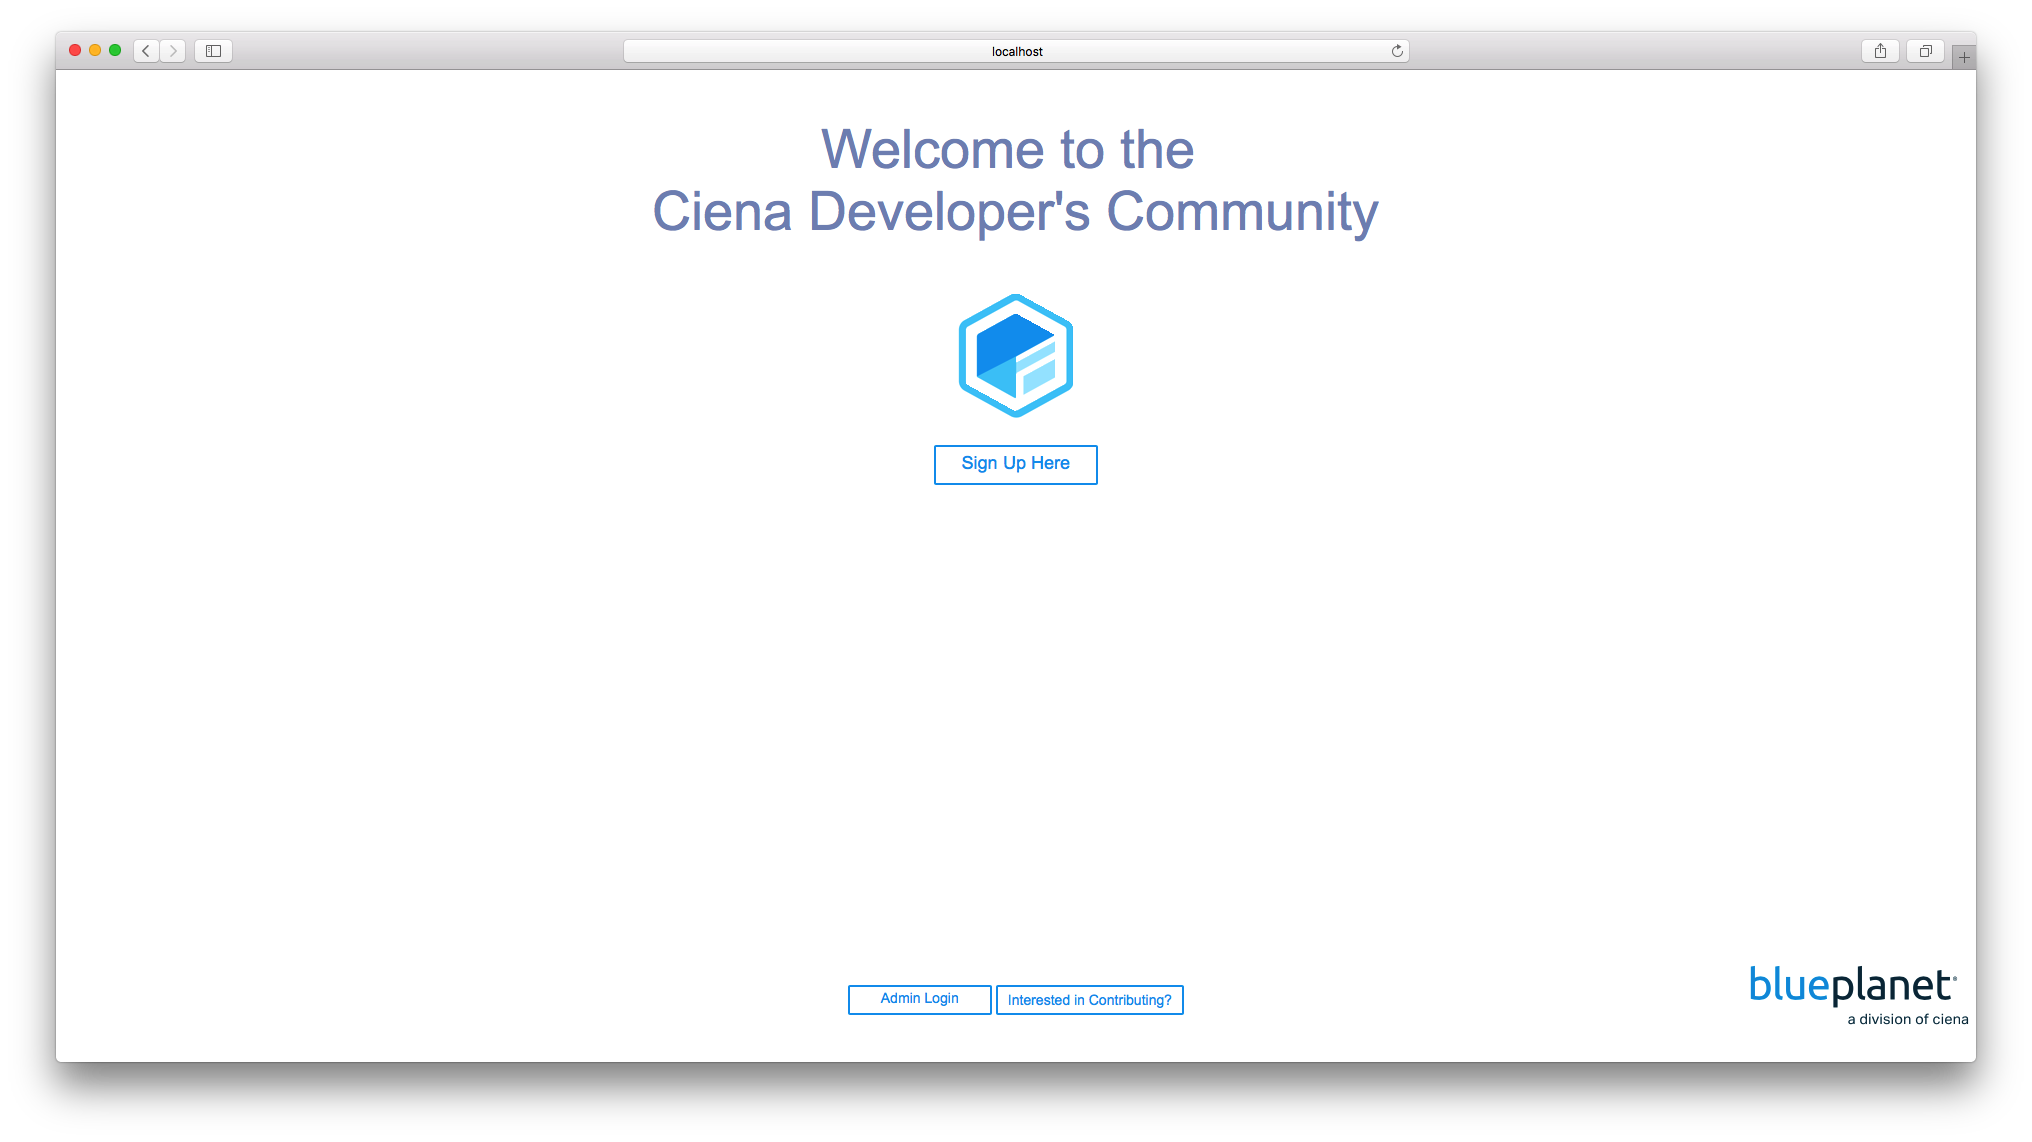 localhost
Welcome to the
Ciena Developer's Community
Sign Up Here
Admin Login
Interested in Contributing?
blueplanet
a division of ciena